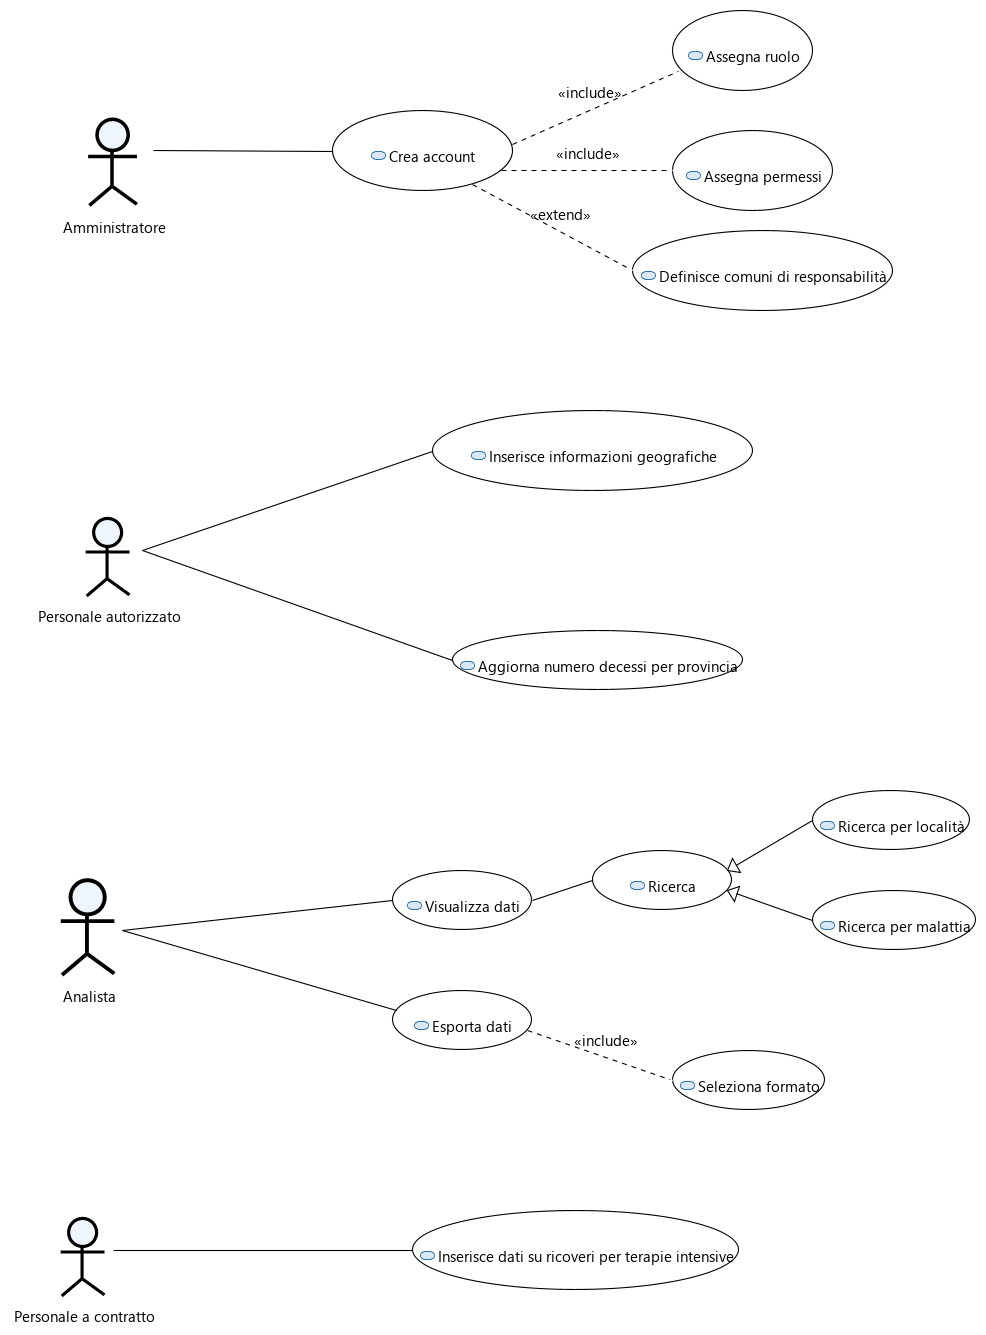 Assegna ruolo
«include»
Crea account
«include»
Assegna permessi
«extend»
Amministratore
Definisce comuni di responsabilità
Inserisce informazioni geografiche
Personale autorizzato
Aggiorna numero decessi per provincia
Ricerca per località
Ricerca
Visualizza dati
Ricerca per malattia
Analista
Esporta dati
«include»
Seleziona formato
Inserisce dati su ricoveri per terapie intensive
Personale a contratto